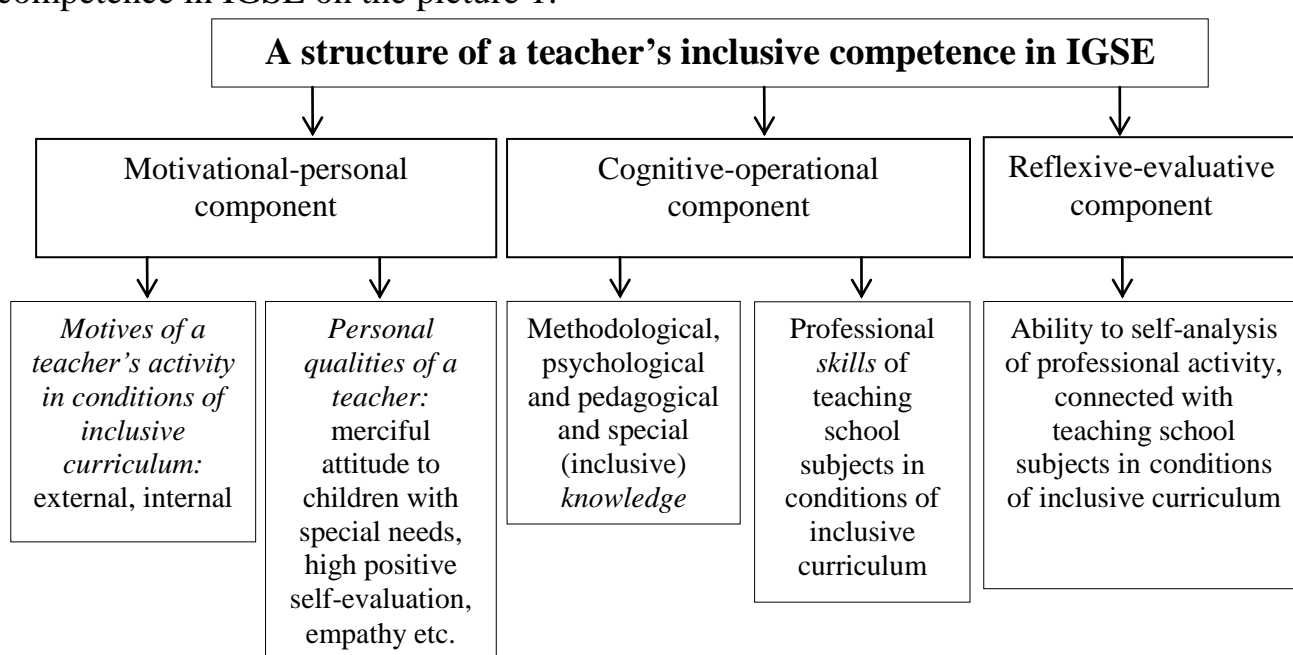 competence in IGSE on the picture 1.
A structure of a teacher’s inclusive competence in IGSE
Motivational-personal
component
Cognitive-operational
component
Reflexive-evaluative
component
Motives of a
teacher’s activity
in conditions of
inclusive
curriculum:
external, internal
Personal
qualities of a
teacher:
merciful
attitude to
children with
special needs,
high positive
self-evaluation,
empathy etc.
Methodological,
psychological
and pedagogical
and special
(inclusive)
knowledge
Professional
skills of
teaching
school
subjects in
conditions of
inclusive
curriculum
Ability to self-analysis
of professional activity,
connected with
teaching school
subjects in conditions
of inclusive curriculum